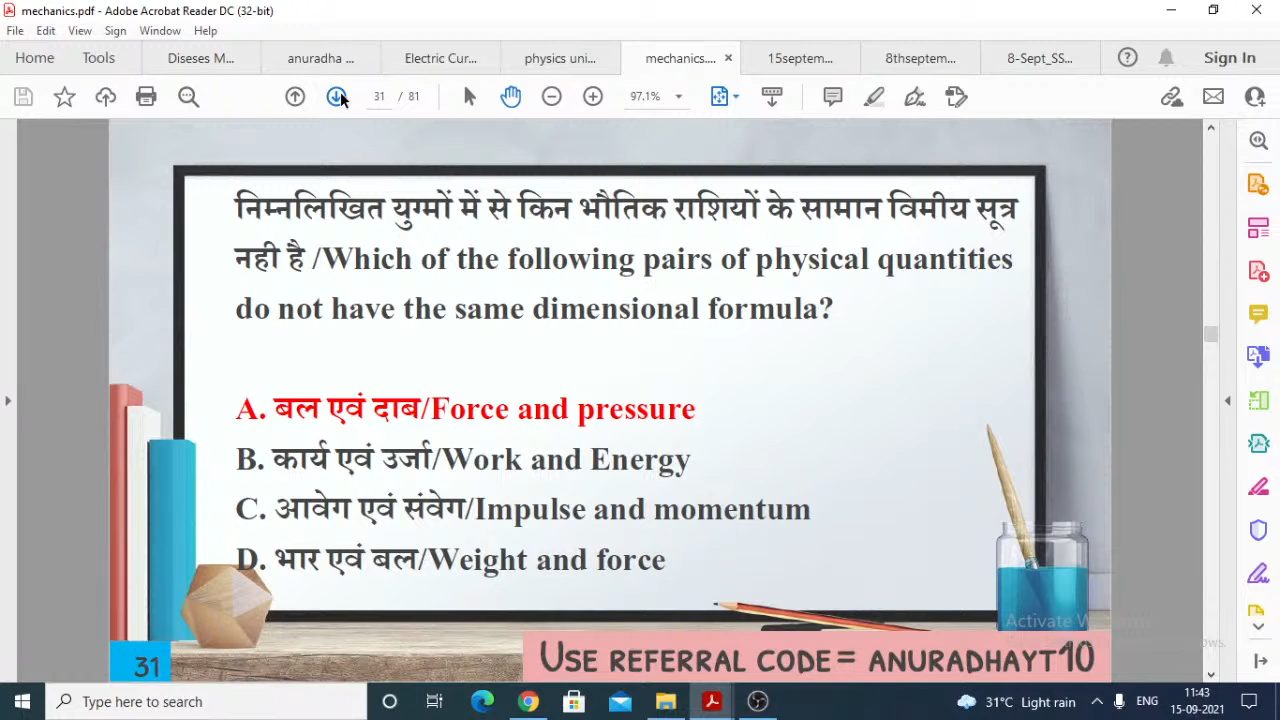 mechanics.pdf - Adobe Acrobat Reader DC (32-bit)
File Edit View Sign Window Help
Home Tools Diseses M... anuradha ... Electric Cur... physics uni... mechanics.... 15septem... 8thseptem... 8-Sept_SS... Sign In
31 / 81 97.1%
निम्नलिखित युग्मों में से किन भौतिक राशियों के सामान विमीय सूत्र
नही है /Which of the following pairs of physical quantities
do not have the same dimensional formula?
A. बल एवं दाब/Force and pressure
B. कार्य एवं उर्जा/Work and Energy
C. आवेग एवं संवेग/Impulse and momentum
D. भार एवं बल/Weight and force
31
USE REFERRAL CODE= ANURADHAYT10
Type here to search
31°C Light rain
ENG
11:43
15-09-2021